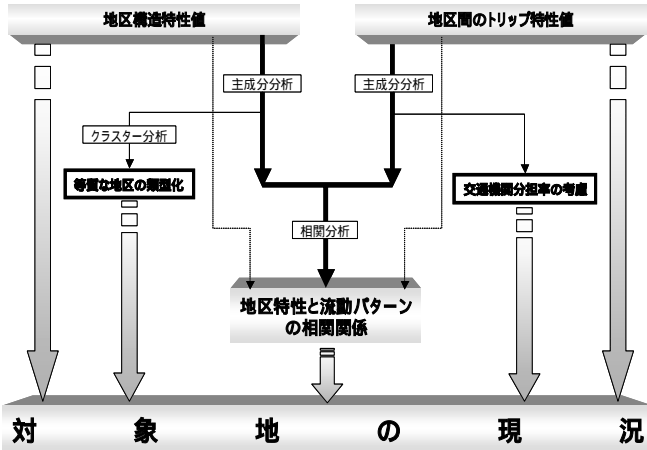 地区構造特性値
地区間のトリップ特性値
主成分分析
主成分分析
クラスター分析
等質な地区の類型化
交通機関分担率の考慮
相関分析
地区特性と流動パターン
の相関関係
対象地の現況